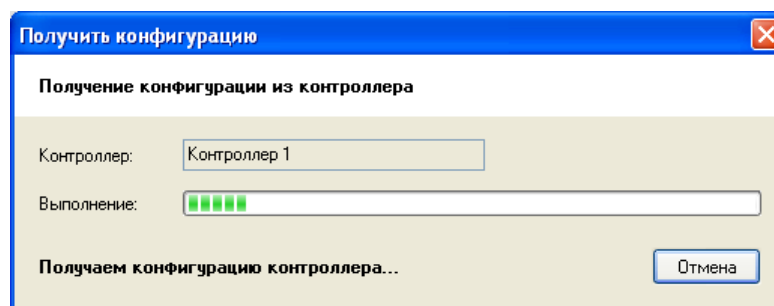 Получить конфигурацию
Получение конфигурации из контроллера
Контроллер: Контроллер 1
Выполнение:
Получаем конфигурацию контроллера...
Отмена